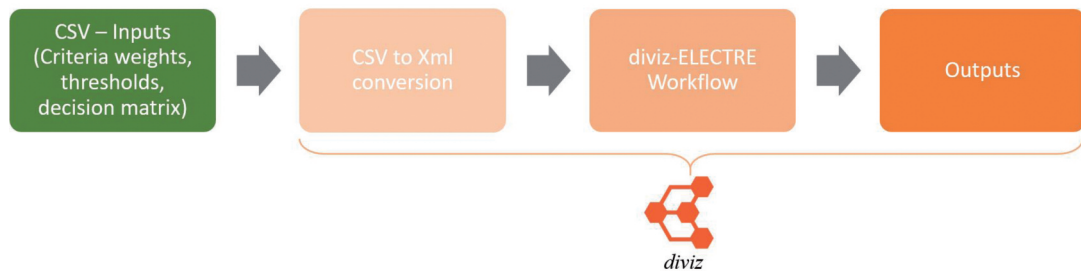 CSV – Inputs
(Criteria weights,
thresholds,
decision matrix)
CSV to Xml
conversion
diviz-ELECTRE
Workflow
Outputs
diviz